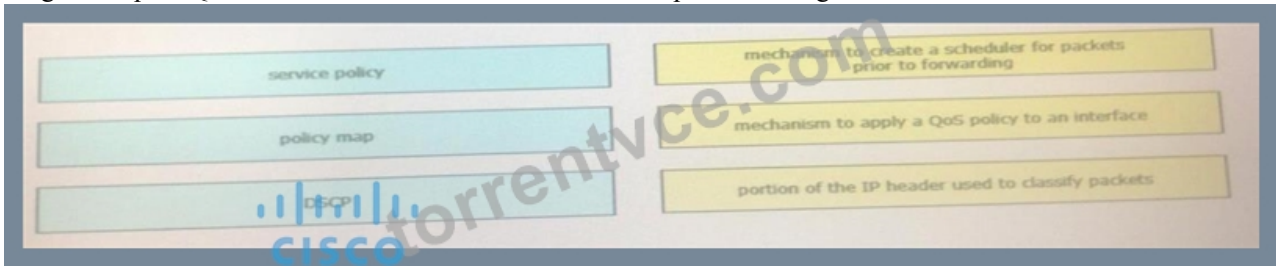 service policy
mechanism to create a scheduler for packets
prior to forwarding
policy map
mechanism to apply a QoS policy to an interface
DSCP
portion of the IP header used to classify packets
torrentvce.com
CISCO